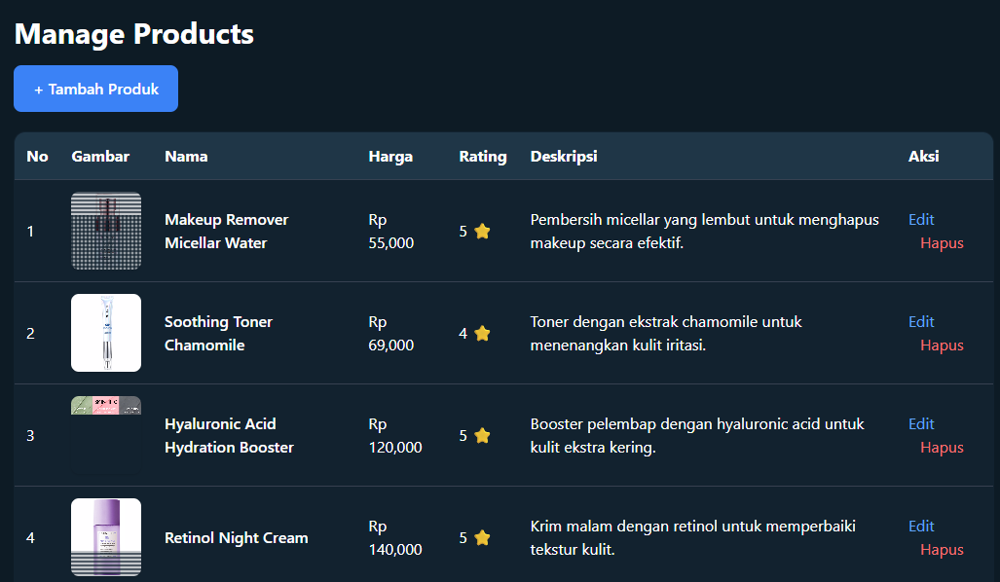 Manage Products
+ Tambah Produk
No Gambar Nama Harga Rating Deskripsi Aksi
1 Makeup Remover Micellar Water Rp 55,000 5 Pembersih micellar yang lembut untuk menghapus makeup secara efektif. Edit Hapus
2 Soothing Toner Chamomile Rp 69,000 4 Toner dengan ekstrak chamomile untuk menenangkan kulit iritasi. Edit Hapus
3 Hyaluronic Acid Hydration Booster Rp 120,000 5 Booster pelembap dengan hyaluronic acid untuk kulit ekstra kering. Edit Hapus
4 Retinol Night Cream Rp 140,000 5 Krim malam dengan retinol untuk memperbaiki tekstur kulit. Edit Hapus